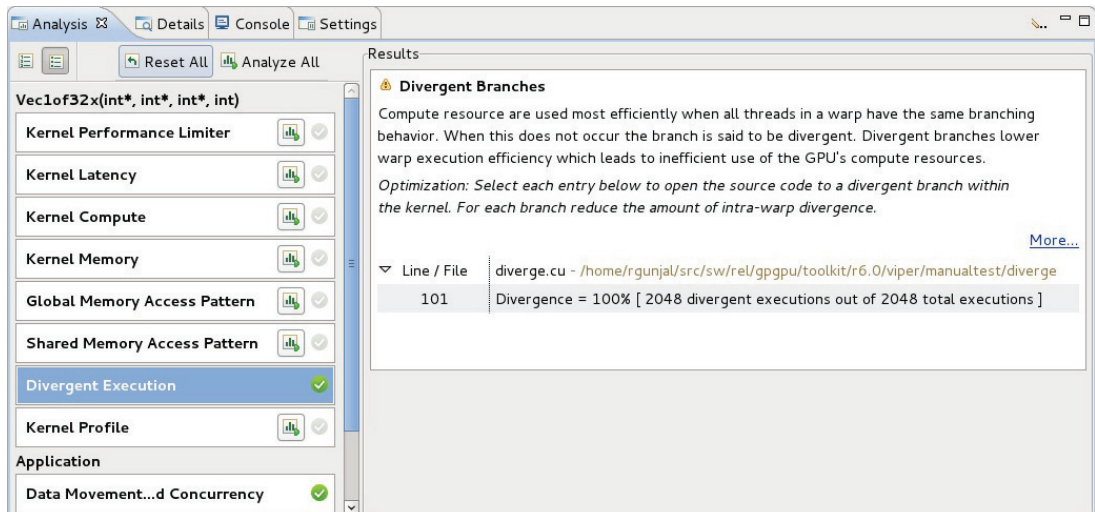 Analysis
Details
Console
Settings
Reset All
Analyze All
Vec1of32x(int*, int*, int*, int)
Kernel Performance Limiter
Kernel Latency
Kernel Compute
Kernel Memory
Global Memory Access Pattern
Shared Memory Access Pattern
Divergent Execution
Kernel Profile
Application
Data Movement...d Concurrency
Results
Divergent Branches
Compute resource are used most efficiently when all threads in a warp have the same branching
behavior. When this does not occur the branch is said to be divergent. Divergent branches lower
warp execution efficiency which leads to inefficient use of the GPU's compute resources.
Optimization: Select each entry below to open the source code to a divergent branch within
the kernel. For each branch reduce the amount of intra-warp divergence.
More...
Line / File diverge.cu - /home/rgunjal/src/sw/rel/gpgpu/toolkit/r6.0/viper/manualtest/diverge
101 Divergence = 100% [ 2048 divergent executions out of 2048 total executions ]